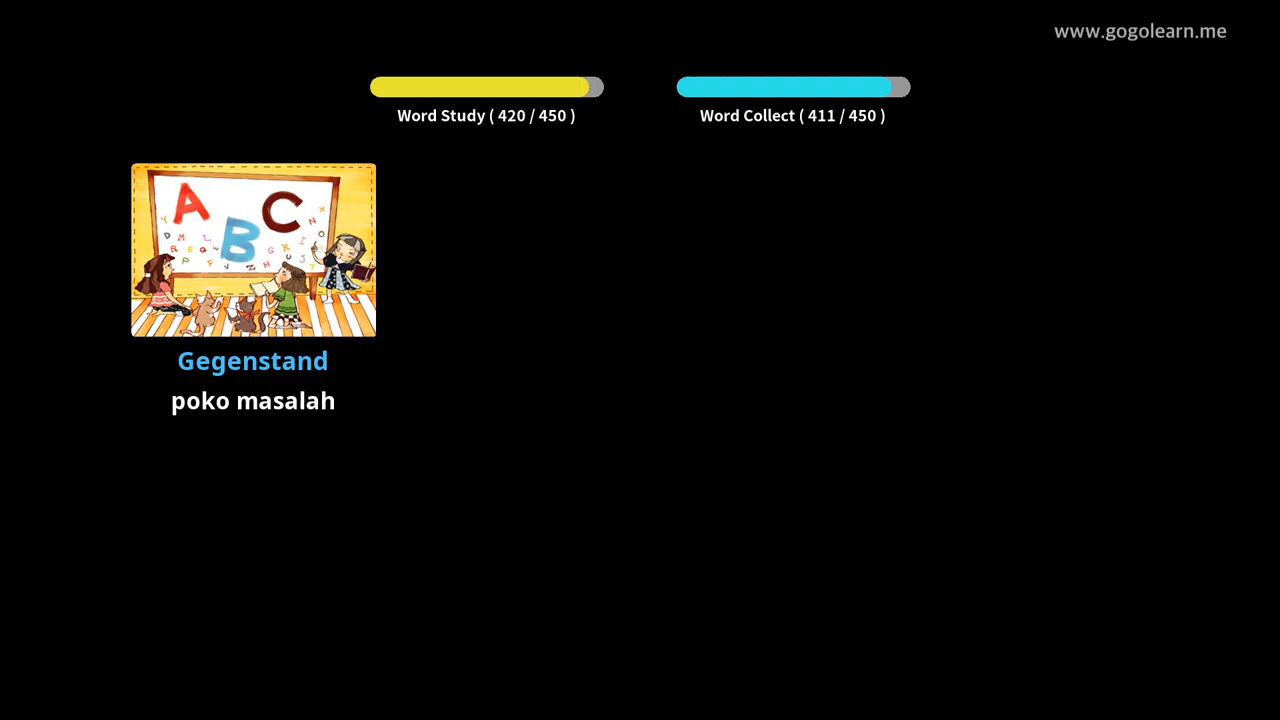 www.gogolearn.me
Word Study ( 420 / 450 )
Word Collect ( 411 / 450 )
A
B
C
Gegenstand
poko masalah